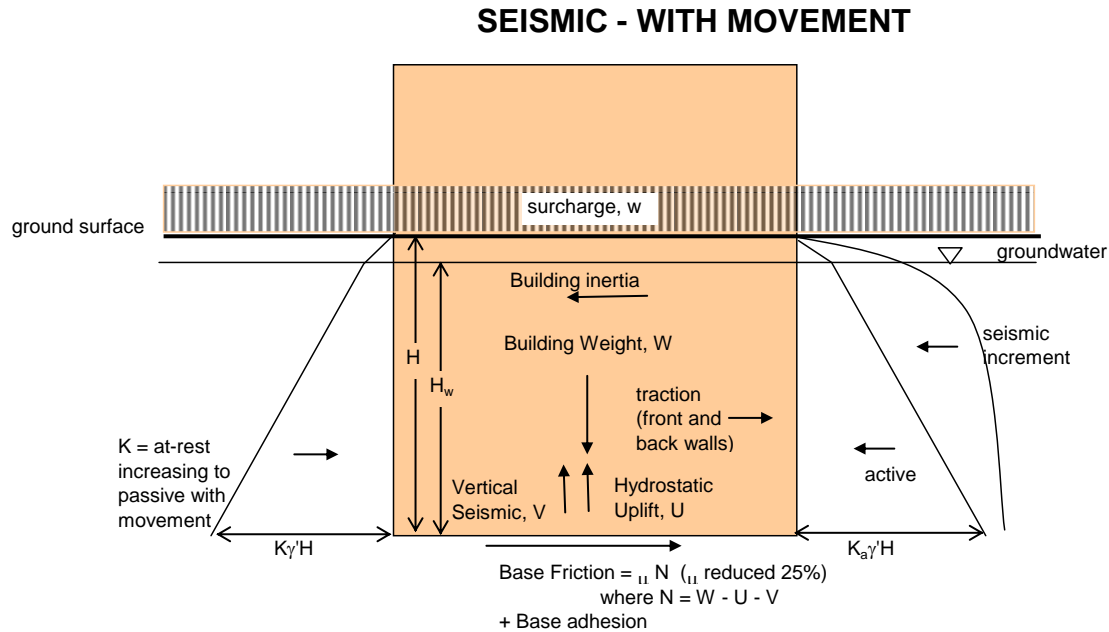 SEISMIC - WITH MOVEMENT
surcharge, w
ground surface
groundwater
Building inertia
seismic
increment
Building Weight, W
H
H_w
traction
(front and
back walls)
K = at-rest
increasing to
passive with
movement
active
Vertical
Seismic, V
Hydrostatic
Uplift, U
Kγ'H
K_aγ'H
Base Friction = μ N (μ reduced 25%)
where N = W - U - V
+ Base adhesion